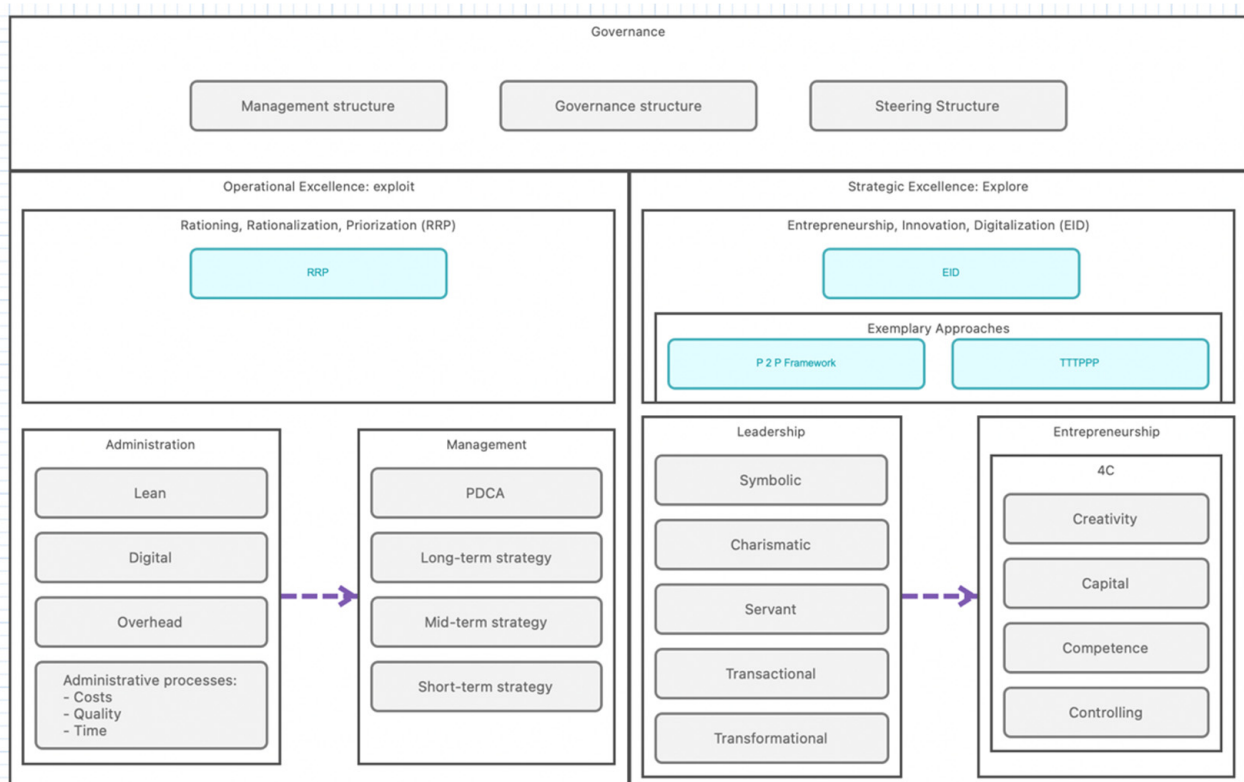 Governance
Management structure
Governance structure
Steering Structure
Operational Excellence: exploit
Rationing, Rationalization, Priorization (RRP)
RRP
Administration
Lean
Digital
Overhead
Administrative processes:
- Costs
- Quality
- Time
Management
PDCA
Long-term strategy
Mid-term strategy
Short-term strategy
Strategic Excellence: Explore
Entrepreneurship, Innovation, Digitalization (EID)
EID
Exemplary Approaches
P 2 P Framework
TTTPPP
Leadership
Symbolic
Charismatic
Servant
Transactional
Transformational
Entrepreneurship
4C
Creativity
Capital
Competence
Controlling